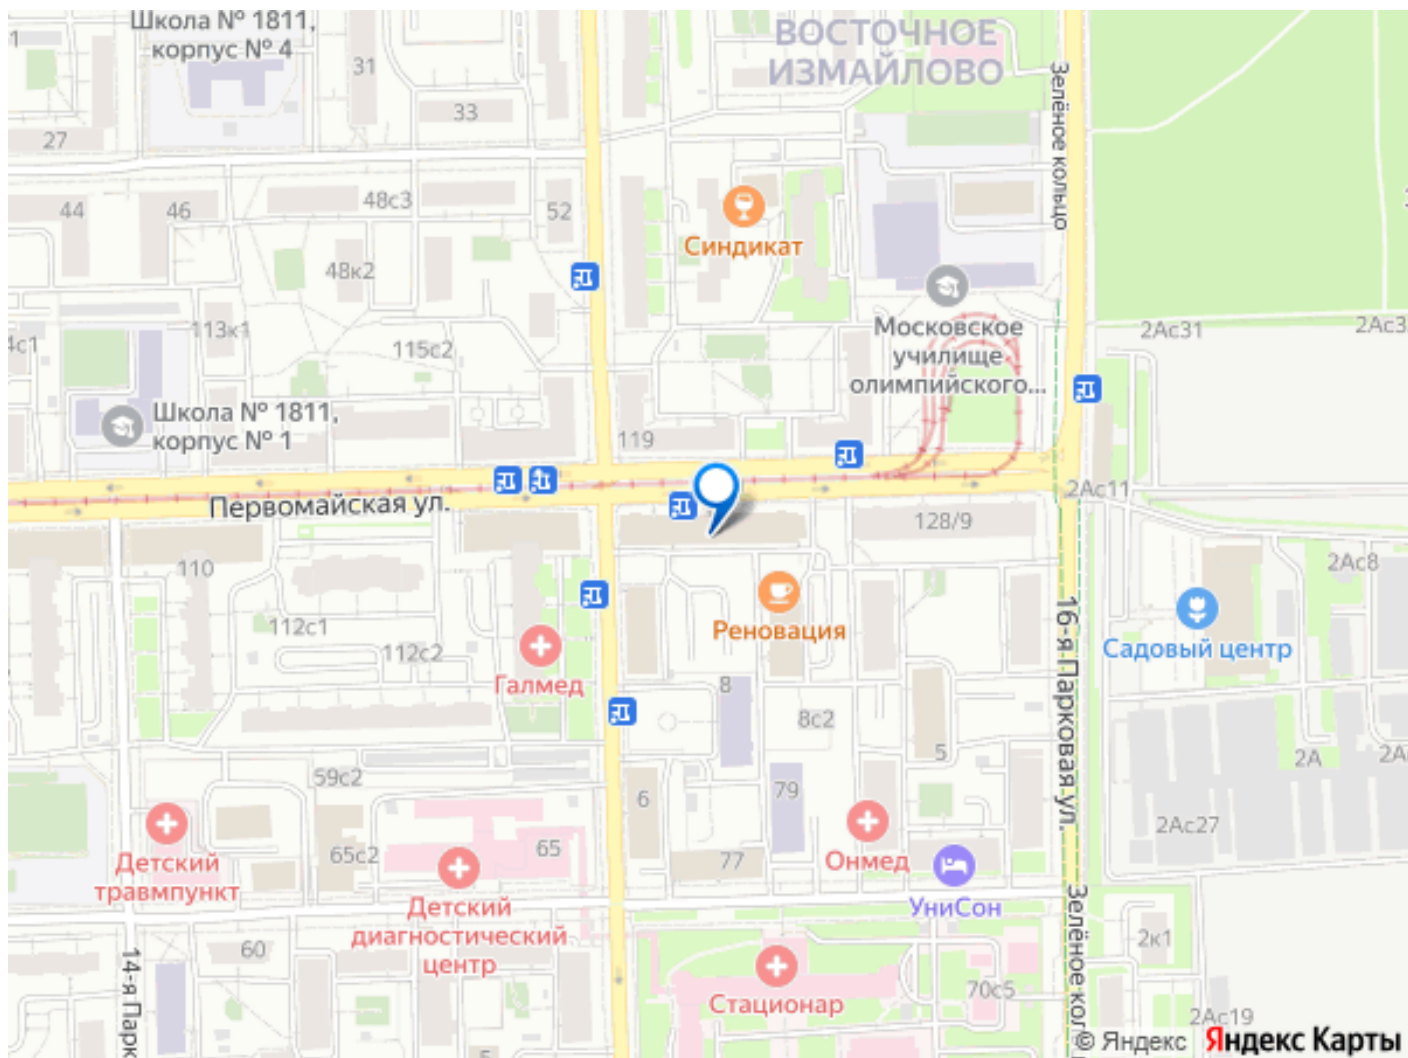 Школа № 1811,
корпус № 4
ВОСТОЧНОЕ
ИЗМАЙЛОВО
31
33
27
Зелёное кольцо
44
46
48с3
52
48к2
Синдикат
113к1
115с2
4с1
Московское
училище
олимпийского...
2Ас31
2Ас3
Школа № 1811,
корпус № 1
119
Первомайская ул.
2Ас11
128/9
110
2Ас8
112с1
112с2
Реновация
16-я Парковая ул.
Садовый центр
Галмед
8
8с2
5
2А
2А
59с2
6
79
2Ас27
Детский
травмпункт
65с2
65
77
Онмед
Детский
диагностический
центр
УниСон
Зелёное кол
60
14-я Парк
2к1
Стационар
70с5
2Ас19
5
© Яндекс
Яндекс Карты